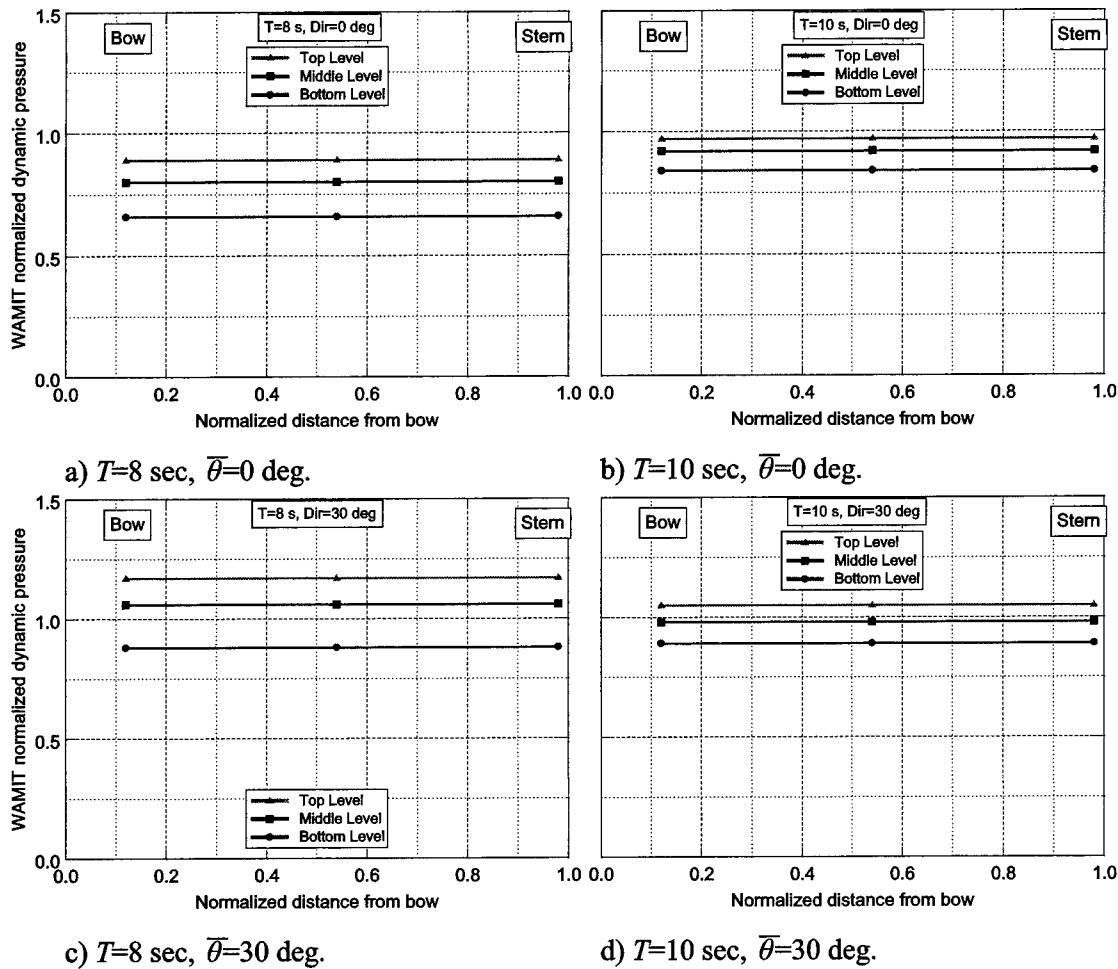 WAMIT normalized dynamic pressure
1.5
1.0
0.5
0.0
Bow
T=8 s, Dir=0 deg
Stern
Top Level
Middle Level
Bottom Level
0.0 0.2 0.4 0.6 0.8 1.0
Normalized distance from bow
a) T=8 sec, θ̅=0 deg.
Bow
T=10 s, Dir=0 deg
Stern
Top Level
Middle Level
Bottom Level
0.0 0.2 0.4 0.6 0.8 1.0
Normalized distance from bow
b) T=10 sec, θ̅=0 deg.
WAMIT normalized dynamic pressure
1.5
1.0
0.5
0.0
Bow
T=8 s, Dir=30 deg
Stern
Top Level
Middle Level
Bottom Level
0.0 0.2 0.4 0.6 0.8 1.0
Normalized distance from bow
c) T=8 sec, θ̅=30 deg.
Bow
T=10 s, Dir=30 deg
Stern
Top Level
Middle Level
Bottom Level
0.0 0.2 0.4 0.6 0.8 1.0
Normalized distance from bow
d) T=10 sec, θ̅=30 deg.